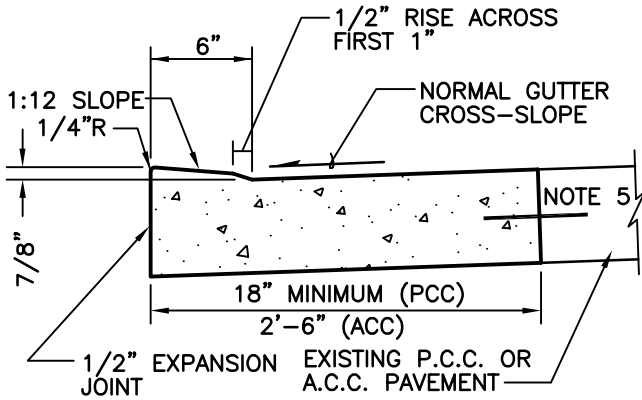 1/2” RISE ACROSS
FIRST 1”
6”
1:12 SLOPE
1/4”R
NORMAL GUTTER
CROSS–SLOPE
NOTE 5
7/8”
18” MINIMUM (PCC)
2’–6” (ACC)
1/2” EXPANSION
JOINT
EXISTING P.C.C. OR
A.C.C. PAVEMENT